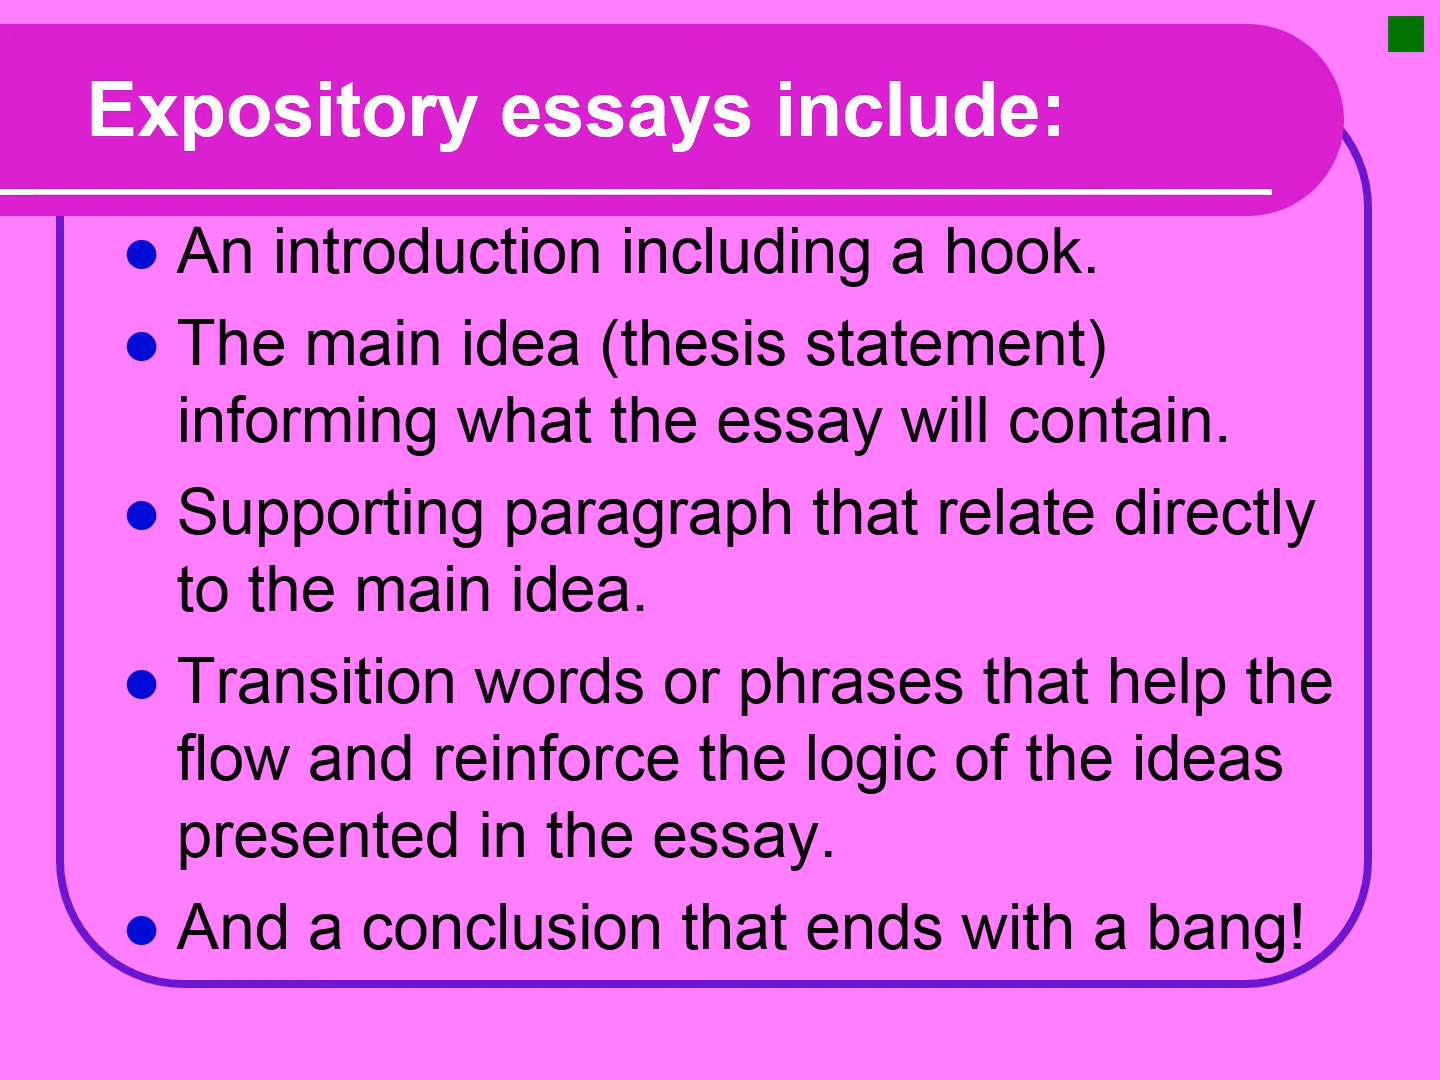 Expository essays include:
An introduction including a hook.
The main idea (thesis statement)
informing what the essay will contain.
Supporting paragraph that relate directly
to the main idea.
Transition words or phrases that help the
flow and reinforce the logic of the ideas
presented in the essay.
And a conclusion that ends with a bang!